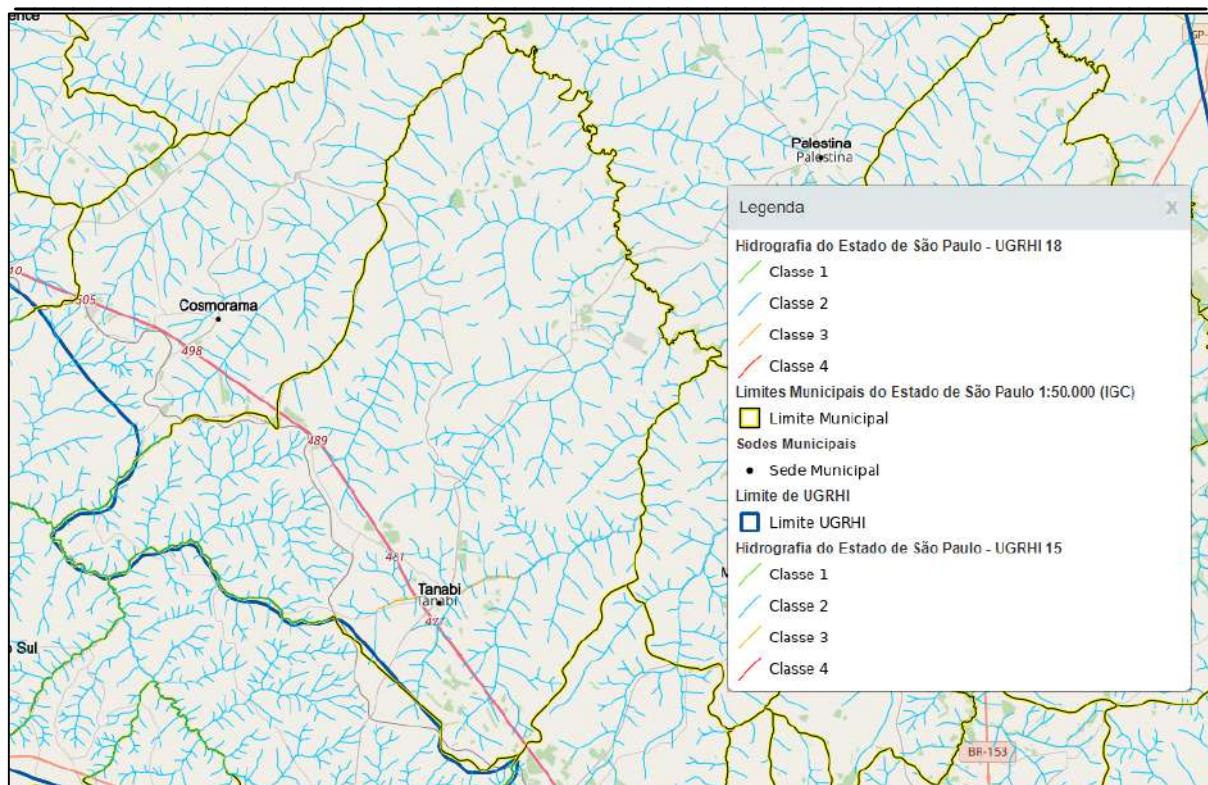 ence
GP-
Palestina
Palestina
Legenda
X
Hidrografia do Estado de São Paulo - UGRHI 18
Classe 1
10
Classe 2
505
Cosmorama
Classe 3
498
Classe 4
Limites Municipais do Estado de São Paulo 1:50.000 (IGC)
Limite Municipal
489
Sedes Municipais
Sede Municipal
Limite de UGRHI
Limite UGRHI
Hidrografia do Estado de São Paulo - UGRHI 15
481
M
Classe 1
Tanabi
Tanabi
Classe 2
477
Classe 3
o Sul
Classe 4
BR-153